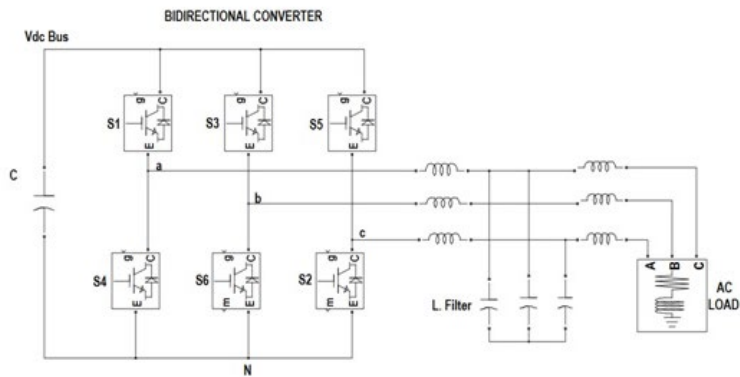 BIDIRECTIONAL CONVERTER
Vdc Bus
g C
g C
g C
S1
S3
S5
E
E
E
a
C
b
c
g C
g C
g C
S4
S6
S2
E
m E
m E
A B C
L. Filter
AC
LOAD
N